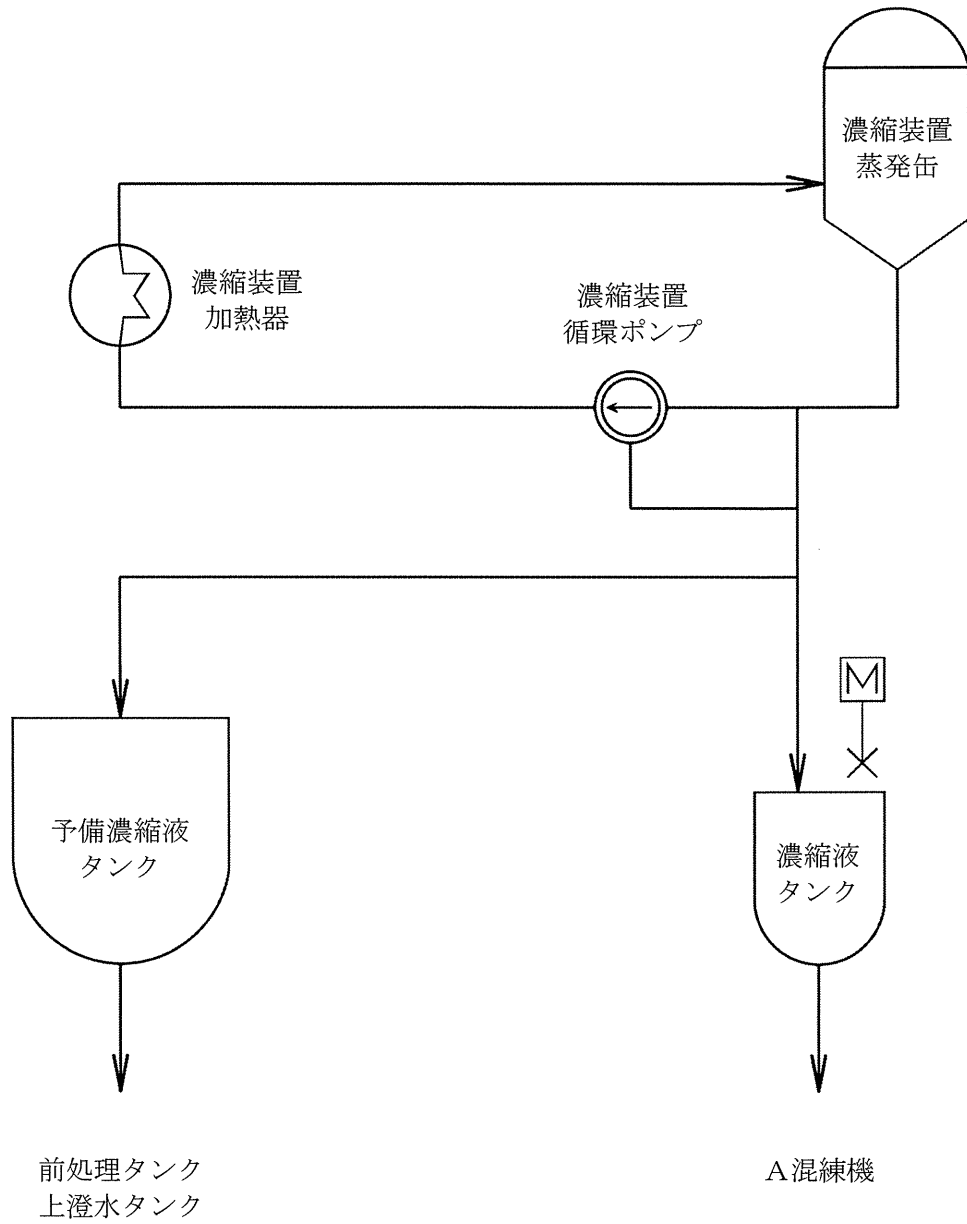 濃縮装置
蒸発缶
濃縮装置
加熱器
濃縮装置
循環ポンプ
M
予備濃縮液
タンク
濃縮液
タンク
前処理タンク
上澄水タンク
A混練機